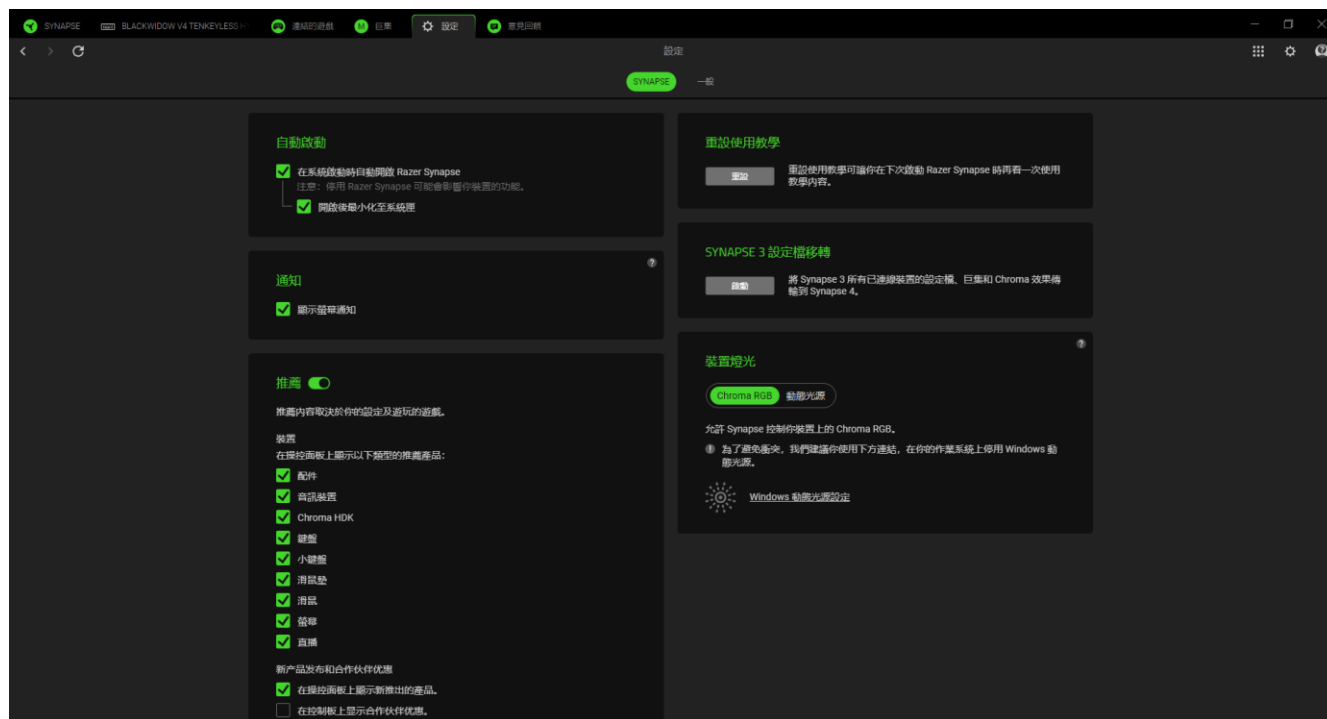 SYNAPSE
BLACKWIDOW V4 TENKEYLESS H
連結的遊戲
巨集
設定
意見回饋
設定
SYNAPSE
一般
自動啟動
在系統啟動時自動開啟 Razer Synapse
注意：停用 Razer Synapse 可能會影響你裝置的功能。
開啟後最小化至系統匣
通知
顯示螢幕通知
推薦
推薦內容取決於你的設定及遊玩的遊戲。
裝置
在操控面板上顯示以下類型的推薦產品：
配件
音訊裝置
Chroma HDK
鍵盤
小鍵盤
滑鼠墊
滑鼠
螢幕
直播
新产品发布和合作伙伴优惠
在操控面板上顯示新推出的產品。
在控制板上显示合作伙伴优惠。
重設使用教學
重設
重設使用教學可讓你在下次啟動 Razer Synapse 時再看一次使用
教學內容。
SYNAPSE 3 設定檔移轉
啟動
將 Synapse 3 所有已連線裝置的設定檔、巨集和 Chroma 效果傳
輸到 Synapse 4。
裝置燈光
Chroma RGB
動態光源
允許 Synapse 控制你裝置上的 Chroma RGB。
為了避免衝突，我們建議你使用下方連結，在你的作業系統上停用 Windows 動
態光源。
Windows 動態光源設定